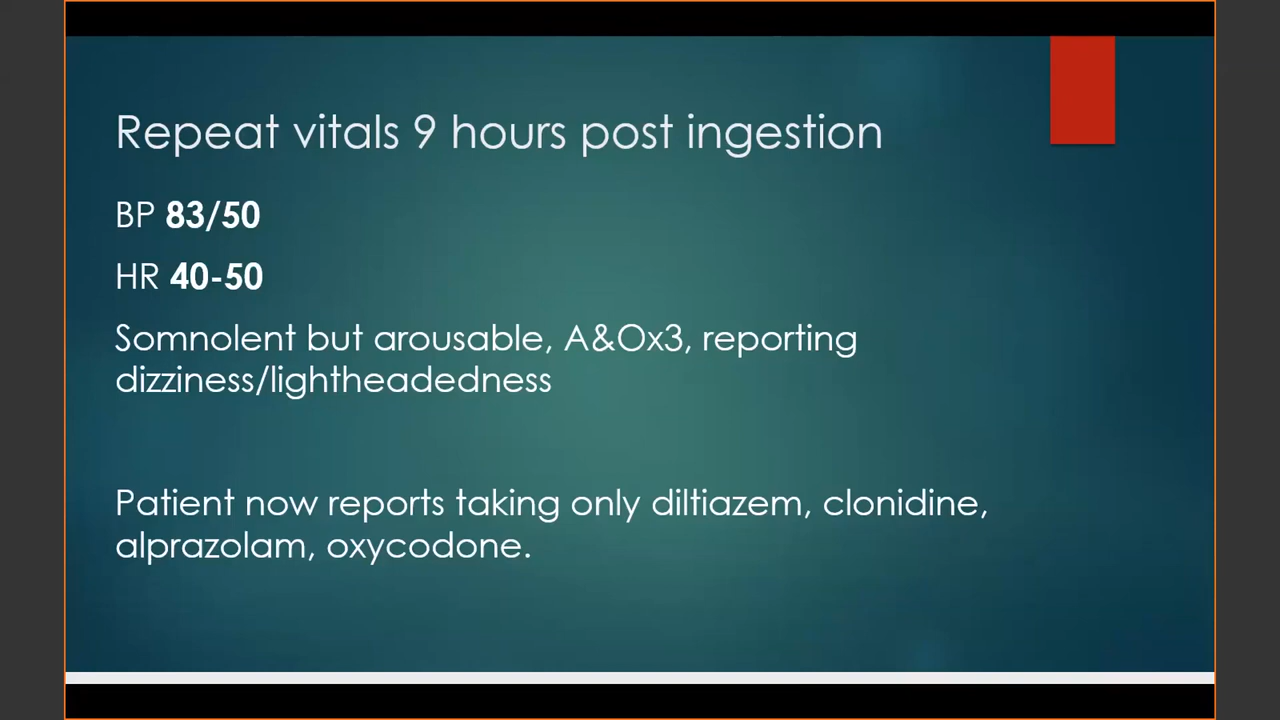 Repeat vitals 9 hours post ingestion
BP 83/50
HR 40-50
Somnolent but arousable, A&Ox3, reporting
dizziness/lightheadedness
Patient now reports taking only diltiazem, clonidine,
alprazolam, oxycodone.